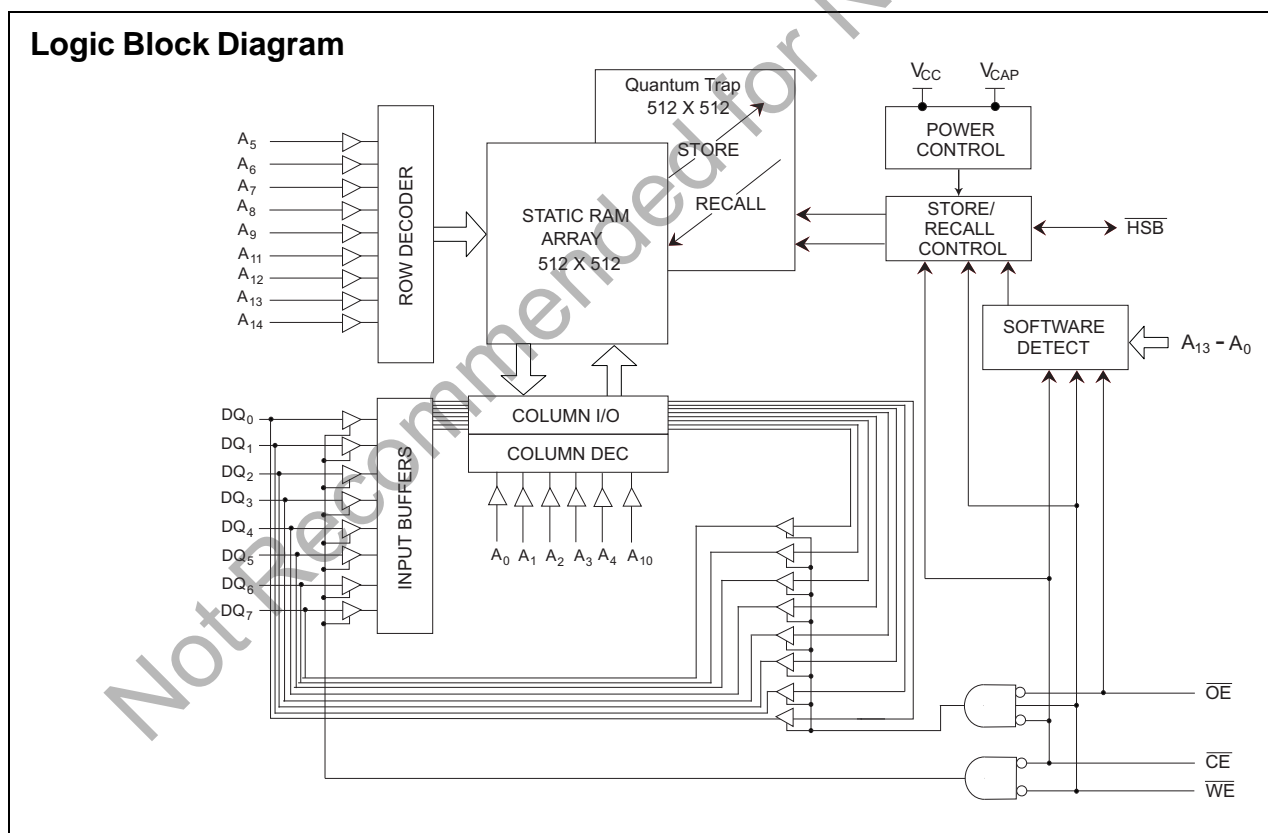 Logic Block Diagram
Quantum Trap
512 X 512
STORE
RECALL
STATIC RAM
ARRAY
512 X 512
VCC
VCAP
POWER
CONTROL
STORE/
RECALL
CONTROL
HSB
SOFTWARE
DETECT
A13 - A0
A5
A6
A7
A8
A9
A11
A12
A13
A14
ROW DECODER
DQ0
DQ1
DQ2
DQ3
DQ4
DQ5
DQ6
DQ7
INPUT BUFFERS
COLUMN I/O
COLUMN DEC
A0 A1 A2 A3 A4 A10
OE
CE
WE
Not Recommended for N